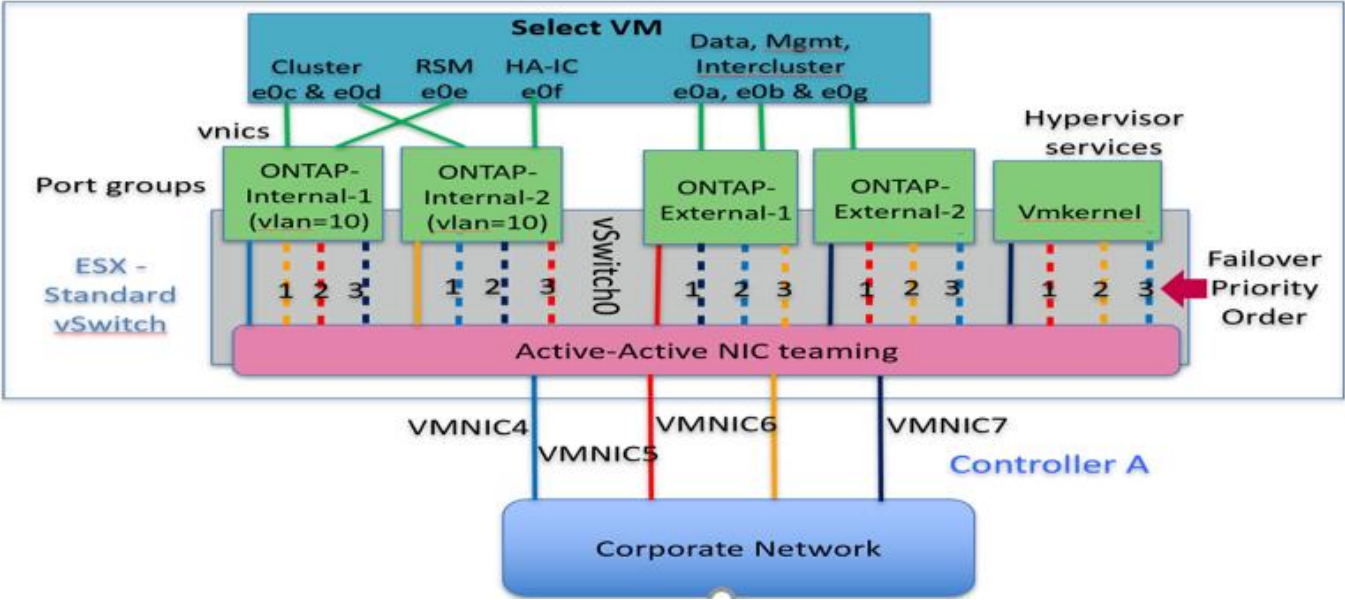 Select VM
Cluster
e0c & e0d
RSM
e0e
HA-IC
e0f
Data, Mgmt,
Intercluster
e0a, e0b & e0g
vnics
Hypervisor
services
Port groups
ONTAP-
Internal-1
(vlan=10)
ONTAP-
Internal-2
(vlan=10)
vSwitch0
ONTAP-
External-1
ONTAP-
External-2
Vmkernel
ESX -
Standard
vSwitch
1 2 3
1 2 3
1 2 3
1 2 3
1 2 3
Failover
Priority
Order
Active-Active NIC teaming
VMNIC4
VMNIC5
VMNIC6
VMNIC7
Controller A
Corporate Network